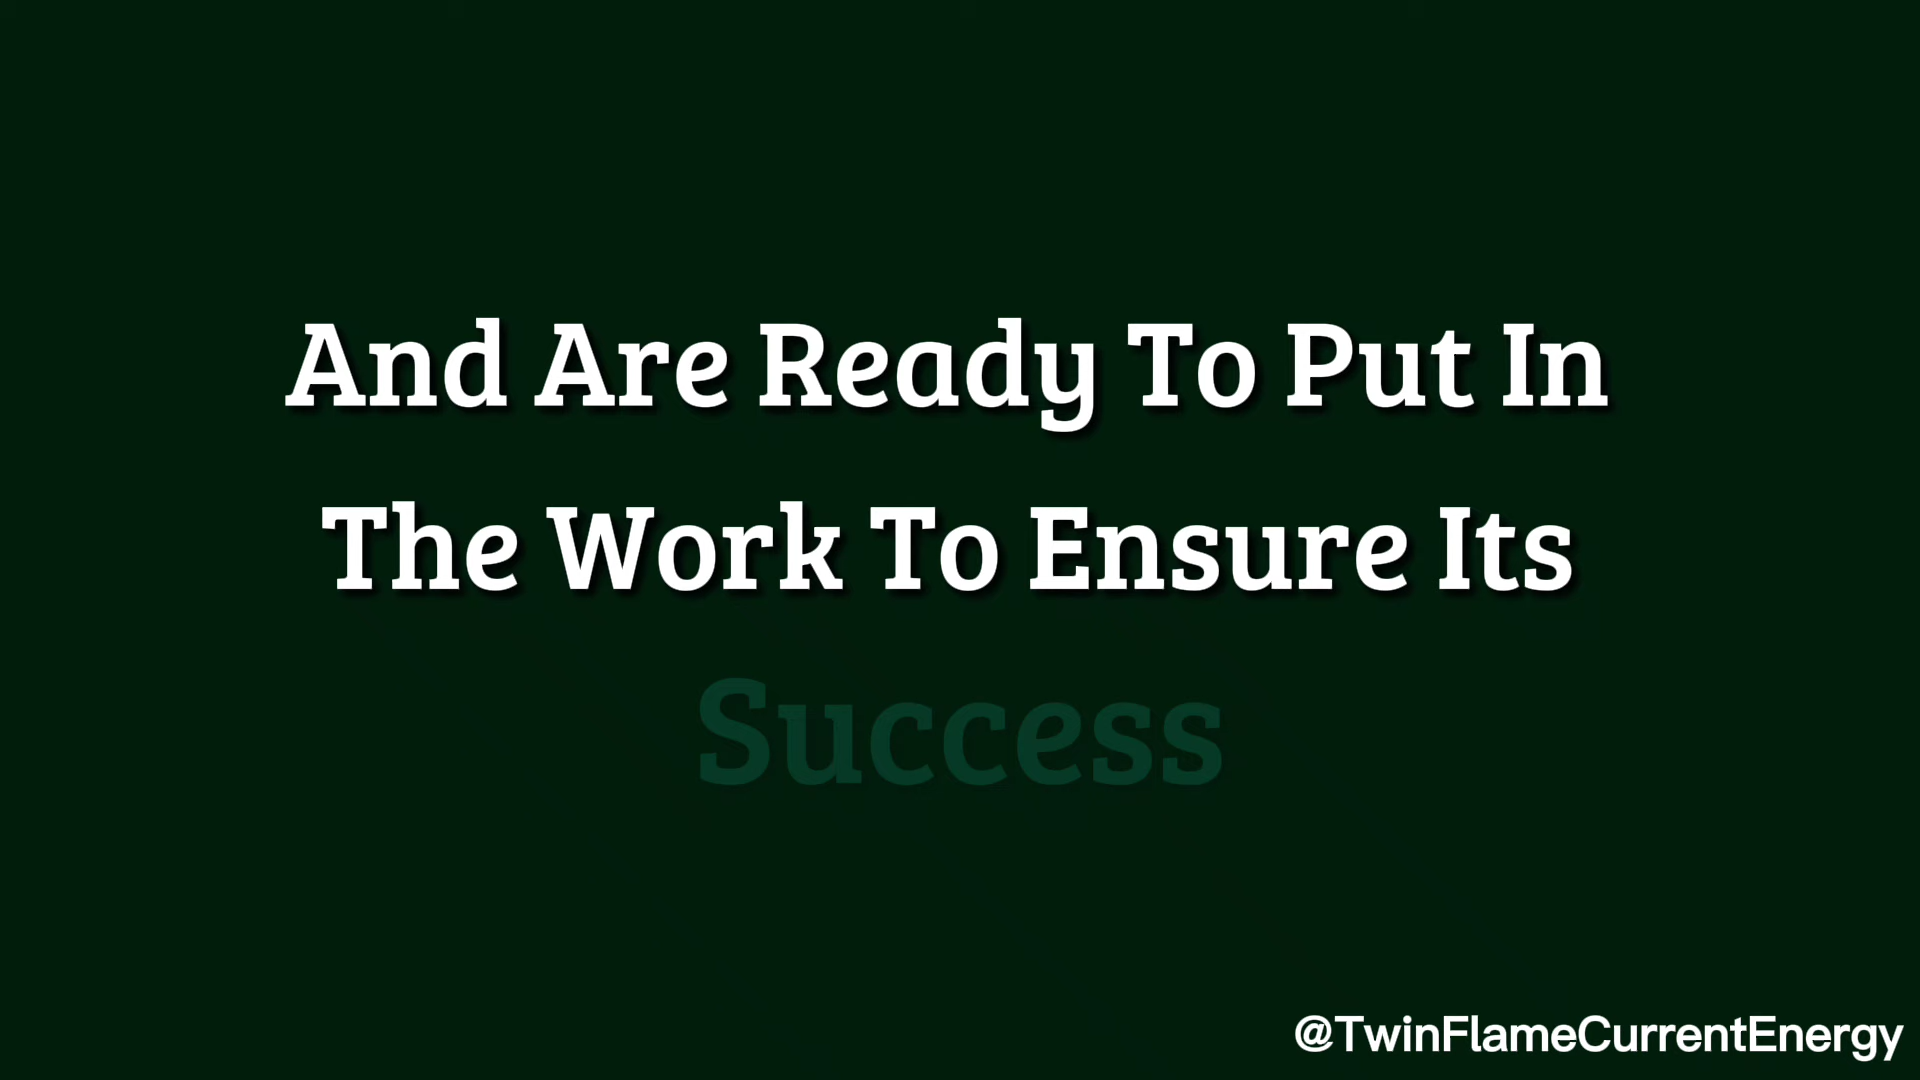 And Are Ready To Put In
The Work To Ensure Its
Success
@TwinFlameCurrentEnergy